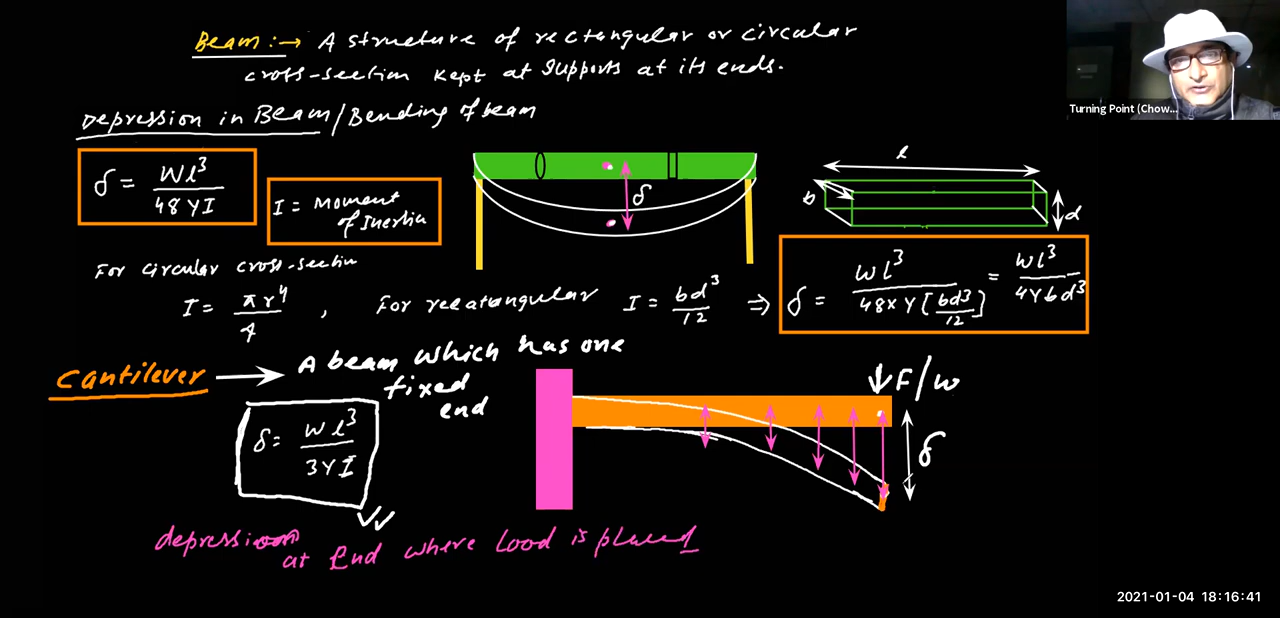 Beam :→ A structure of rectangular or circular
cross-section kept at supports at its ends.
Turning Point (Chow...
Depression in Beam/Bending of beam
δ = Wl³/48YI
I = Moment of Inertia
δ
l
b
d
For circular cross-section
I = πr⁴/4 , For recatangular I = bd³/12 ⇒ δ = Wl³/48×Y[bd³/12] = Wl³/4Ybd³
Cantilever → A beam which has one
fixed
end
F/w
δ = Wl³/3YI
δ
depression at End where Load is placed
2021-01-04 18:16:41